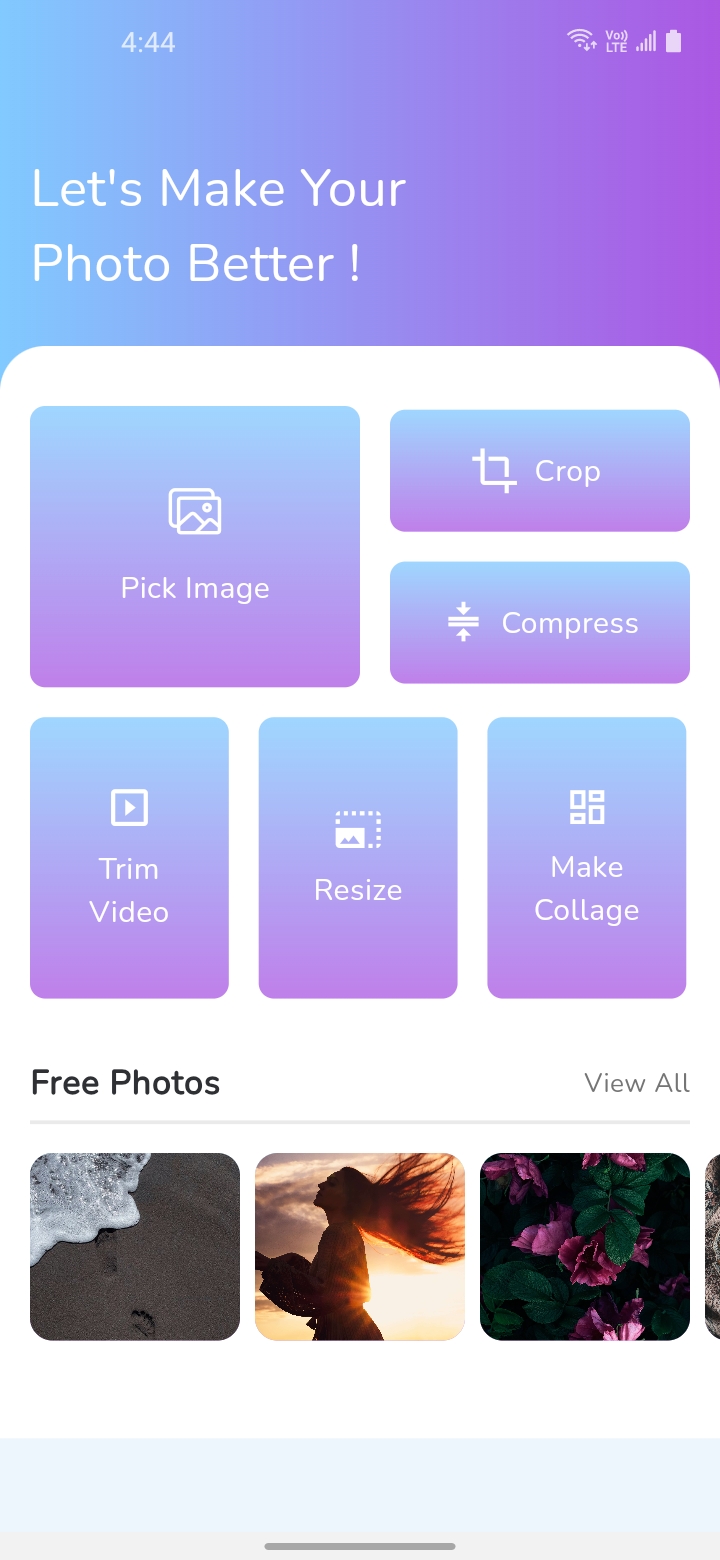 4:44
Vo)) LTE
Let's Make Your
Photo Better !
Pick Image
Crop
Compress
Trim
Video
Resize
Make
Collage
Free Photos
View All